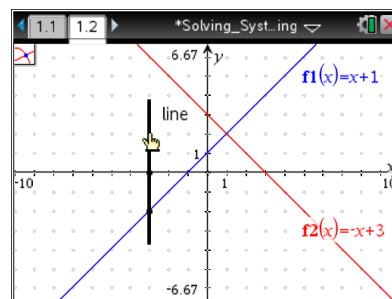 1.1 1.2 *Solving_Syst…ing
6.67 y
f1(x)=x+1
line
1
x
-10 1 10
f2(x)=-x+3
-6.67